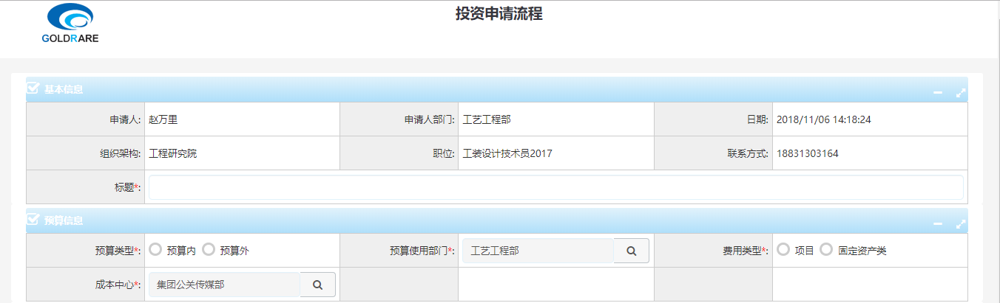 投资申请流程
GOLDRARE
基本信息
申请人: 赵万里 申请人部门: 工艺工程部 日期: 2018/11/06 14:18:24
组织架构: 工程研究院 职位: 工装设计技术员2017 联系方式: 18831303164
标题*:
预算信息
预算类型*: 预算内 预算外 预算使用部门*: 工艺工程部 费用类型*: 项目 固定资产类
成本中心*: 集团公关传媒部